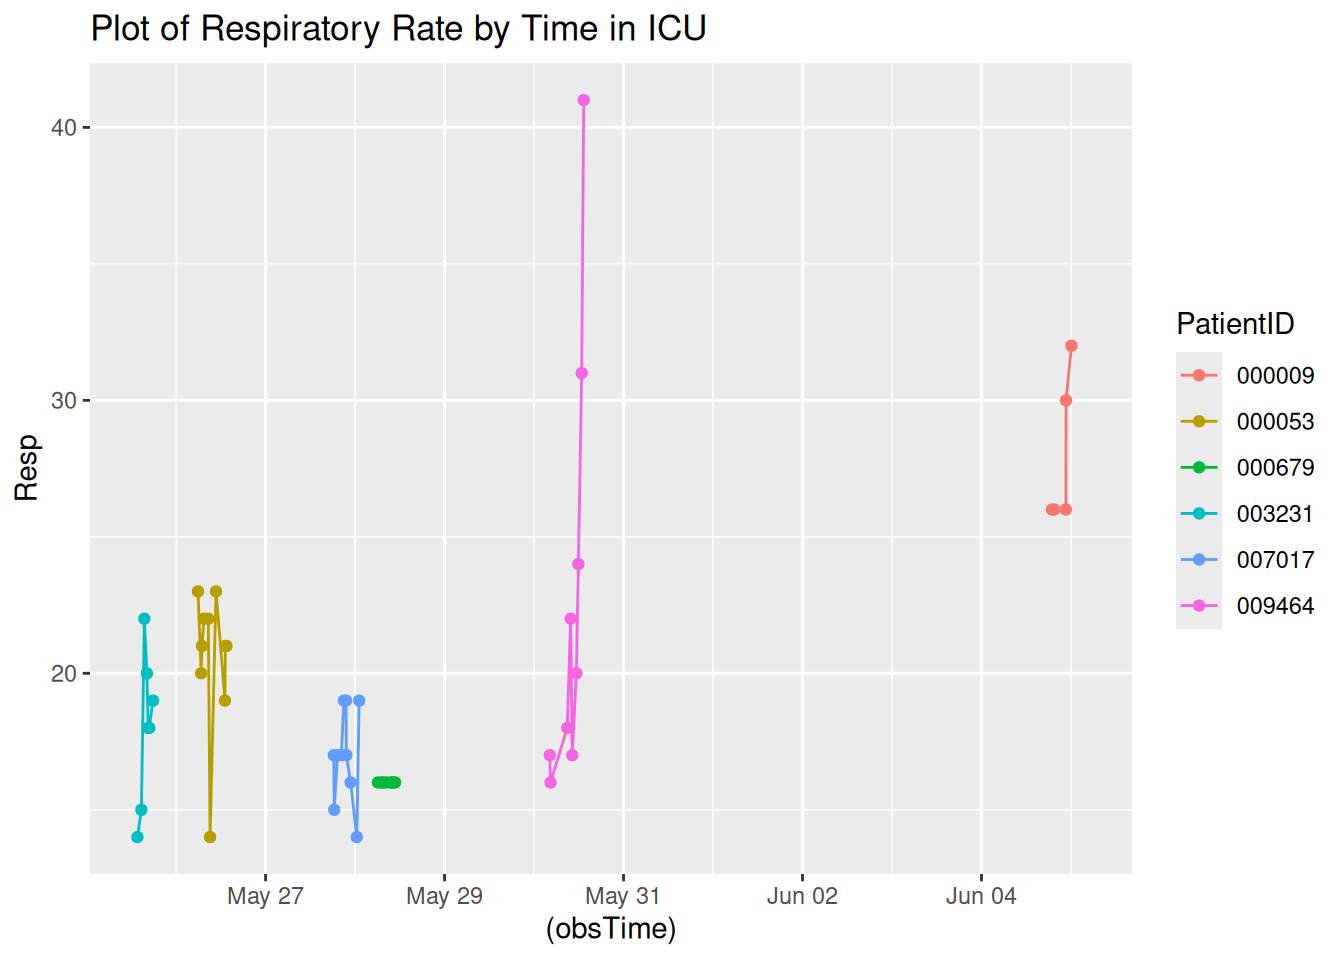 Plot of Respiratory Rate by Time in ICU
40
30
20
Resp
May 27 May 29 May 31 Jun 02 Jun 04
(obsTime)
PatientID
000009
000053
000679
003231
007017
009464